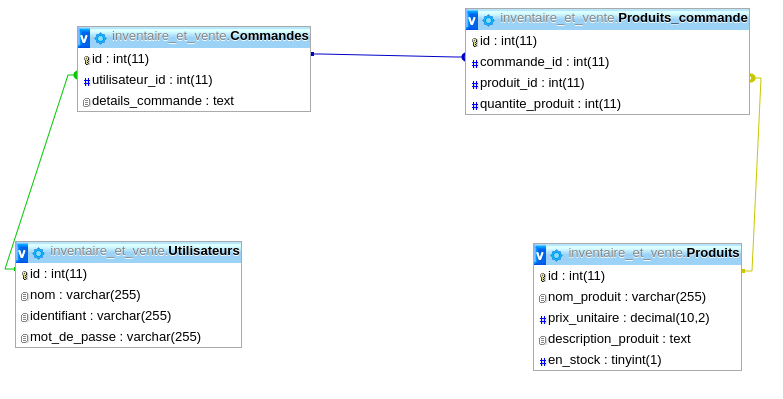 v inventaire_et_vente.Commandes
id : int(11)
# utilisateur_id : int(11)
details_commande : text
v inventaire_et_vente.Produits_commande
id : int(11)
# commande_id : int(11)
# produit_id : int(11)
# quantite_produit : int(11)
v inventaire_et_vente.Utilisateurs
id : int(11)
nom : varchar(255)
identifiant : varchar(255)
mot_de_passe : varchar(255)
v inventaire_et_vente.Produits
id : int(11)
nom_produit : varchar(255)
# prix_unitaire : decimal(10,2)
description_produit : text
# en_stock : tinyint(1)